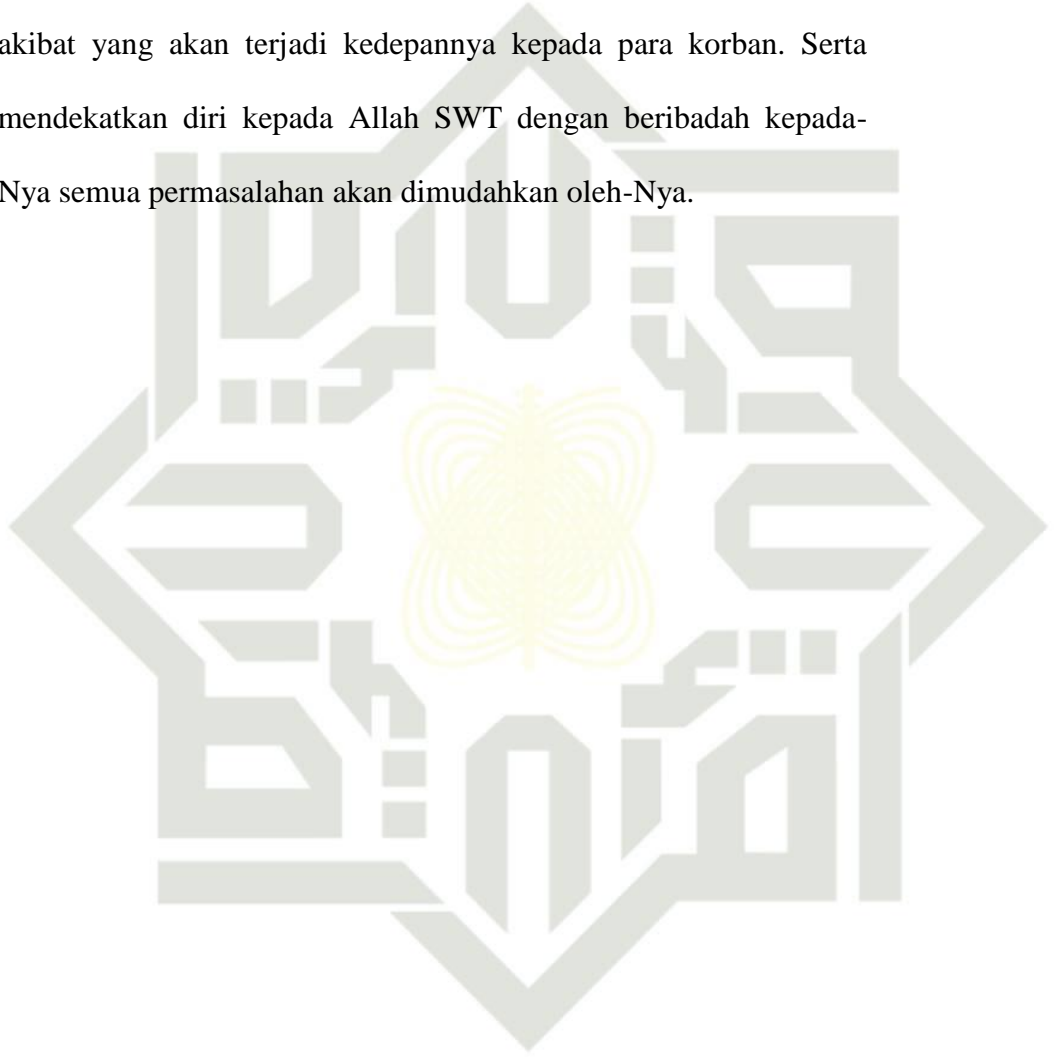 akibat yang akan terjadi kedepannya kepada para korban. Serta
mendekatkan diri kepada Allah SWT dengan beribadah kepada-
Nya semua permasalahan akan dimudahkan oleh-Nya.